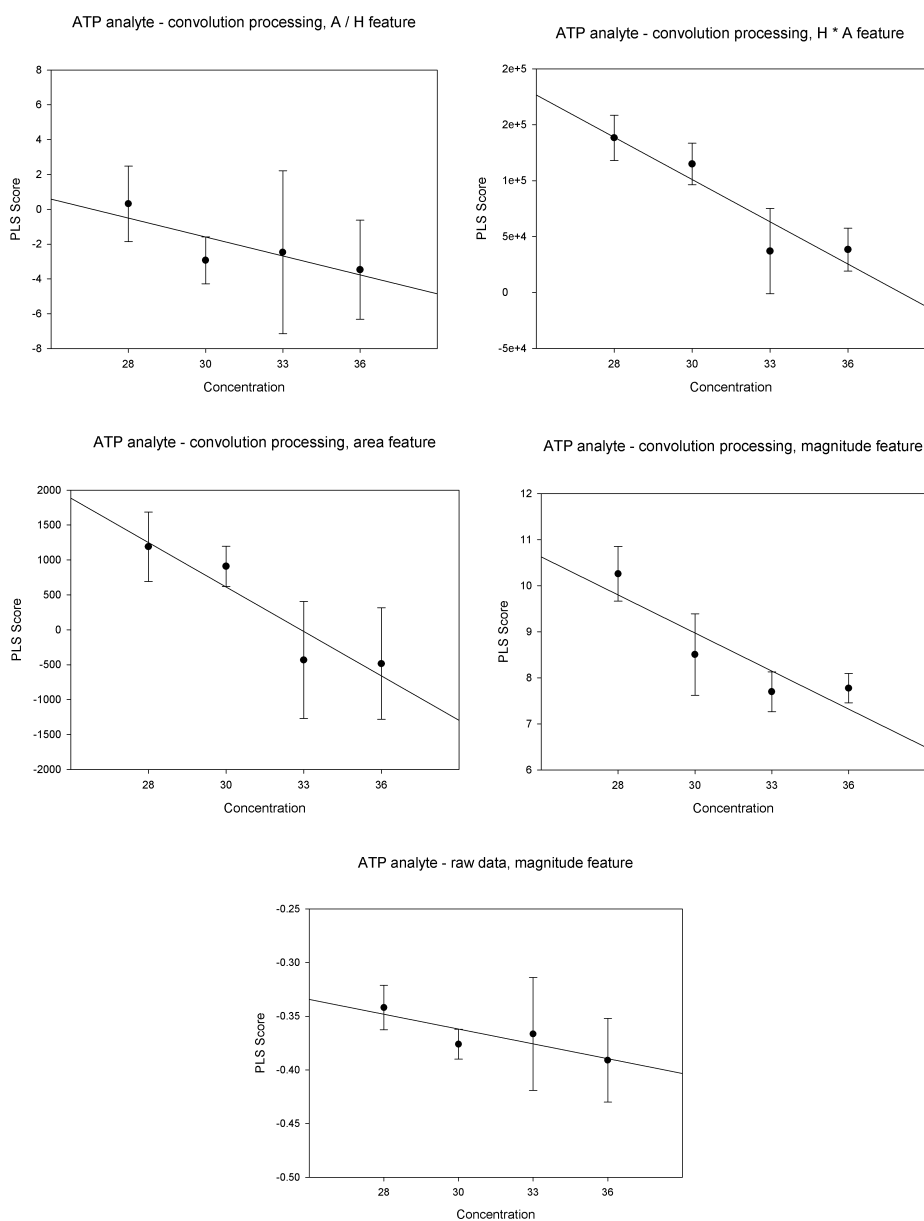 ATP analyte - convolution processing, A / H feature
8
6
4
2
0
-2
-4
-6
-8
PLS Score
28 30 33 36
Concentration
ATP analyte - convolution processing, H * A feature
2e+5
2e+5
1e+5
5e+4
0
-5e+4
PLS Score
28 30 33 36
Concentration
ATP analyte - convolution processing, area feature
2000
1500
1000
500
0
-500
-1000
-1500
-2000
PLS Score
28 30 33 36
Concentration
ATP analyte - convolution processing, magnitude feature
12
11
10
9
8
7
6
PLS Score
28 30 33 36
Concentration
ATP analyte - raw data, magnitude feature
-0.25
-0.30
-0.35
-0.40
-0.45
-0.50
PLS Score
28 30 33 36
Concentration